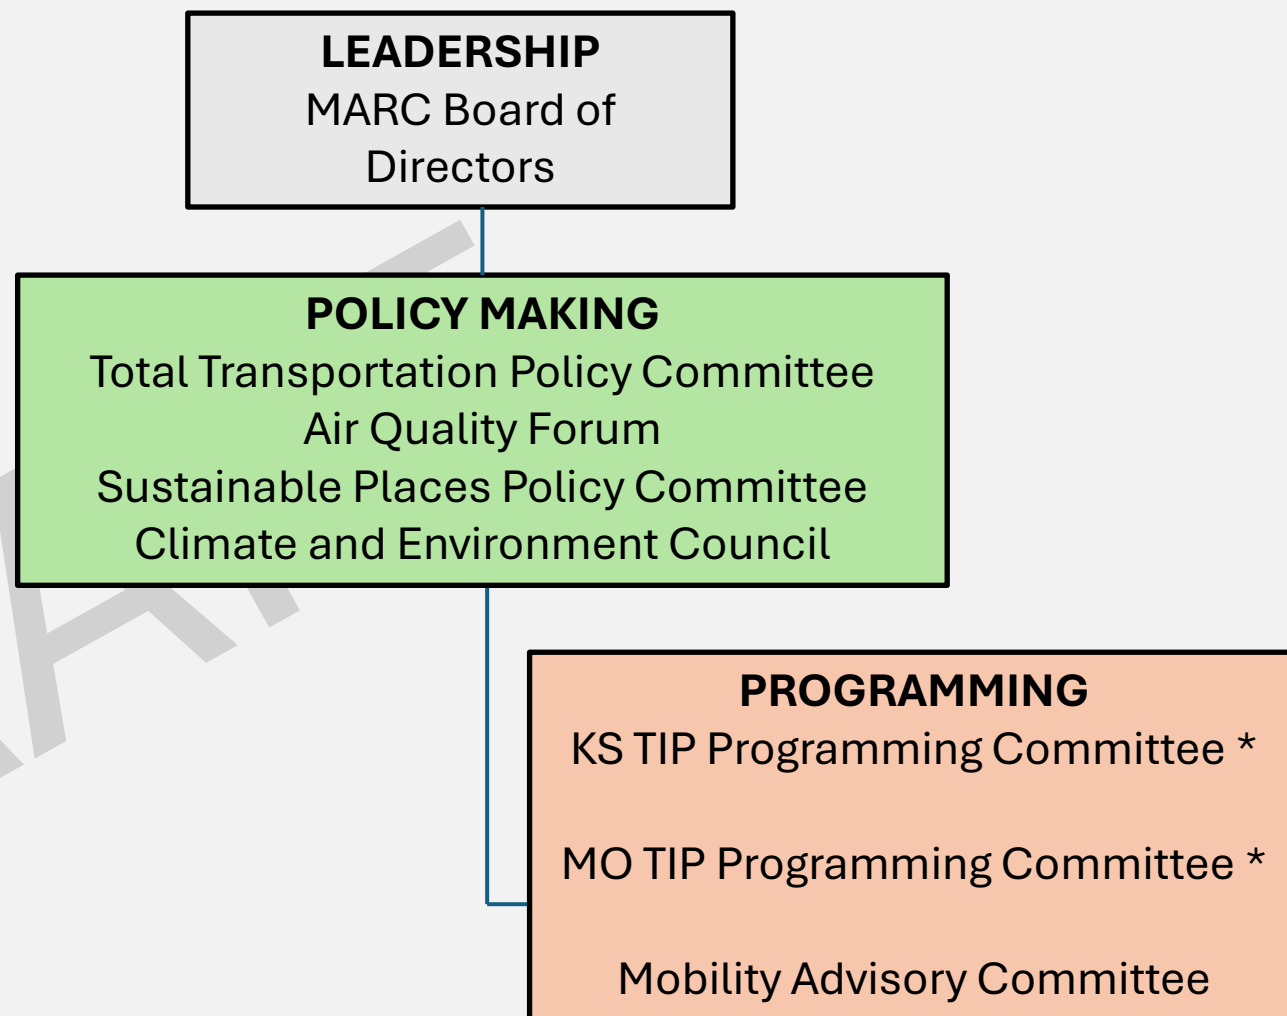 LEADERSHIP
MARC Board of
Directors
POLICY MAKING
Total Transportation Policy Committee
Air Quality Forum
Sustainable Places Policy Committee
Climate and Environment Council
PROGRAMMING
KS TIP Programming Committee *
MO TIP Programming Committee *
Mobility Advisory Committee